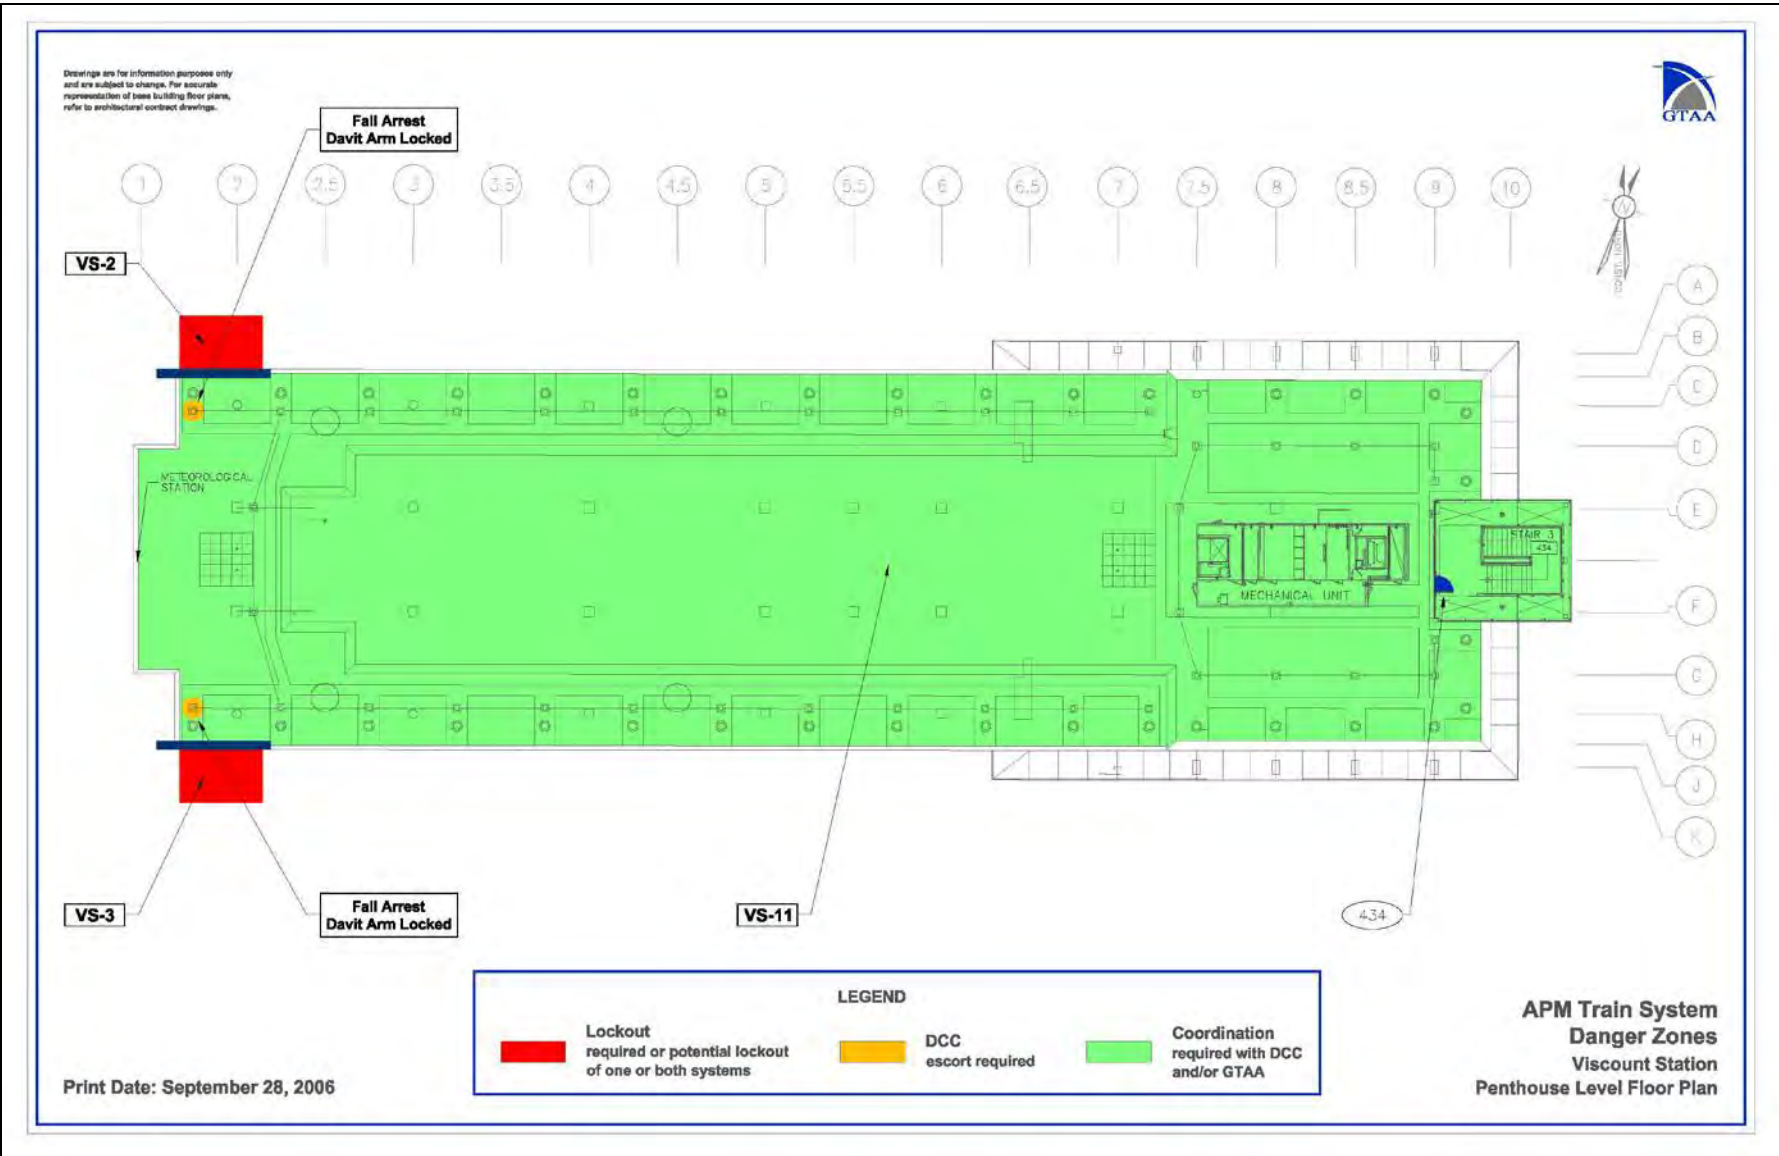 Drawings are for information purposes only
and are subject to change. For accurate
representation of base building floor plans,
refer to architectural contract drawings.
GTAA
Fall Arrest
Davit Arm Locked
1 2 2.5 3 3.5 4 4.5 5 5.5 6 6.5 7 7.5 8 8.5 9 10
N
CONST. NORTH
VS-2
A
B
C
D
E
F
G
H
J
K
METEOROLOGICAL
STATION
STAIR 3
434
MECHANICAL UNIT
VS-3
Fall Arrest
Davit Arm Locked
VS-11
434
LEGEND
Lockout
required or potential lockout
of one or both systems
DCC
escort required
Coordination
required with DCC
and/or GTAA
APM Train System
Danger Zones
Viscount Station
Penthouse Level Floor Plan
Print Date: September 28, 2006